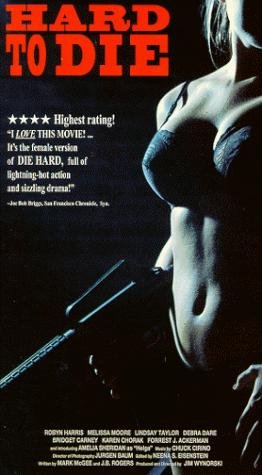 HARD
TO DIE
★★★★ Highest rating!
"I LOVE THIS MOVIE! ...
It's the female version
of DIE HARD, full of
lightning-hot action
and sizzling drama!"
-Joe Bob Briggs, San Francisco Chronicle, Syn.
ROBYN HARRIS MELISSA MOORE LINDSAY TAYLOR DEBRA DARE
BRIDGET CARNEY KAREN CHORAK FORREST J. ACKERMAN
and introducing AMELIA SHERIDAN as "Helga" Music by CHUCK CIRINO
Director of Photography JURGEN BAUM Edited by NEENA S. EISENSTEIN
Written by MARK McGEE and J.B. ROGERS Produced and Directed by JIM WYNORSKI